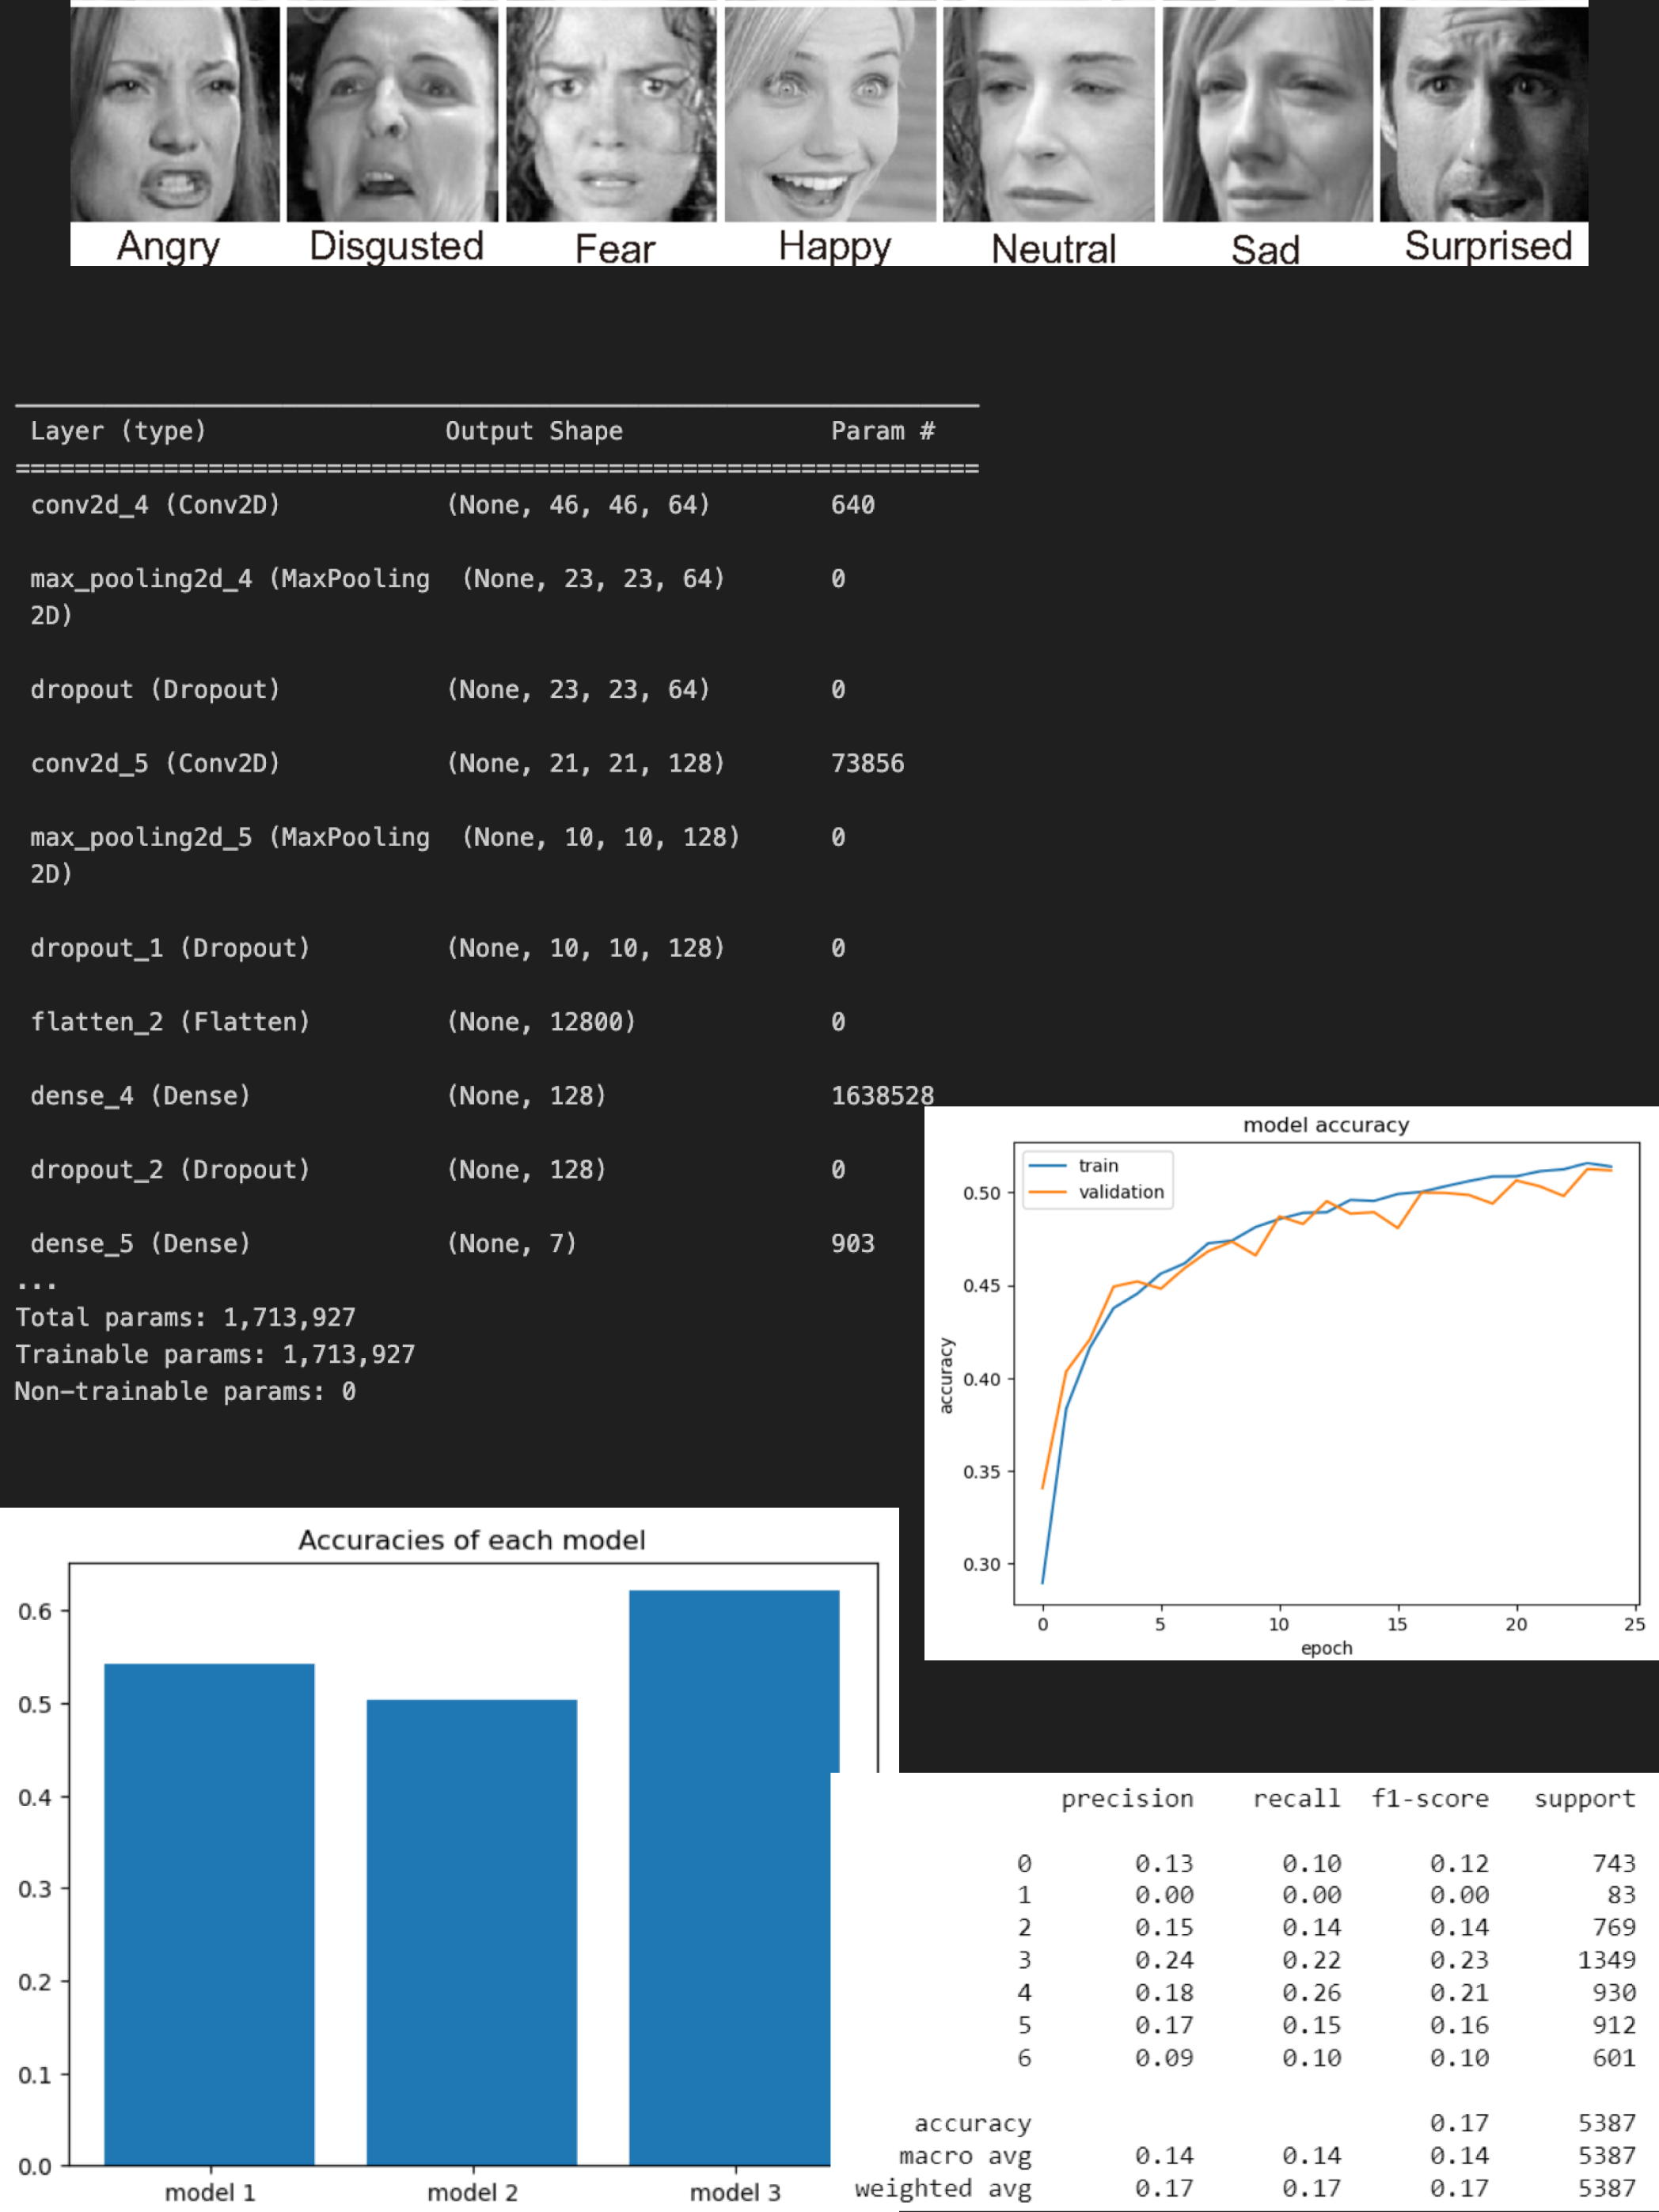 Angry Disgusted Fear Happy Neutral Sad Surprised
Layer (type) Output Shape Param #
=================================================================
conv2d_4 (Conv2D) (None, 46, 46, 64) 640
max_pooling2d_4 (MaxPooling (None, 23, 23, 64) 0
2D)
dropout (Dropout) (None, 23, 23, 64) 0
conv2d_5 (Conv2D) (None, 21, 21, 128) 73856
max_pooling2d_5 (MaxPooling (None, 10, 10, 128) 0
2D)
dropout_1 (Dropout) (None, 10, 10, 128) 0
flatten_2 (Flatten) (None, 12800) 0
dense_4 (Dense) (None, 128) 1638528
dropout_2 (Dropout) (None, 128) 0
dense_5 (Dense) (None, 7) 903
...
Total params: 1,713,927
Trainable params: 1,713,927
Non-trainable params: 0
model accuracy
train
validation
0.50
0.45
0.40
0.35
0.30
accuracy
0 5 10 15 20 25
epoch
Accuracies of each model
0.6
0.5
0.4
0.3
0.2
0.1
0.0
model 1 model 2 model 3
precision recall f1-score support
0 0.13 0.10 0.12 743
1 0.00 0.00 0.00 83
2 0.15 0.14 0.14 769
3 0.24 0.22 0.23 1349
4 0.18 0.26 0.21 930
5 0.17 0.15 0.16 912
6 0.09 0.10 0.10 601
accuracy 0.17 5387
macro avg 0.14 0.14 0.14 5387
weighted avg 0.17 0.17 0.17 5387